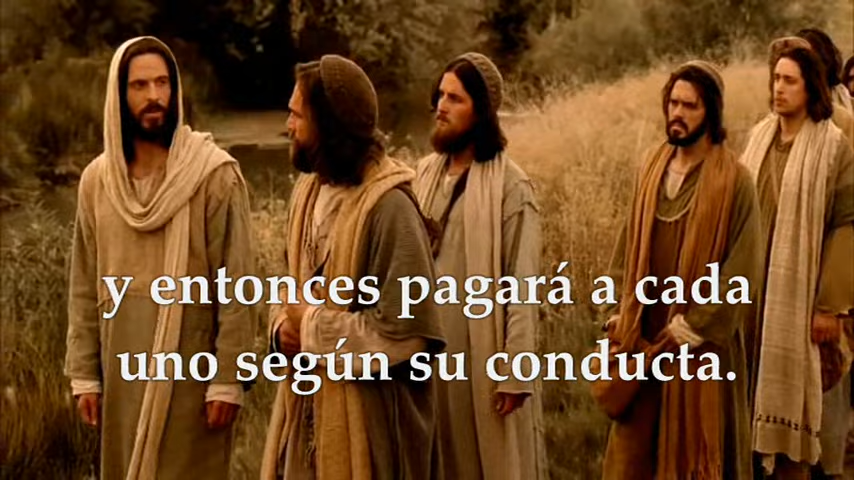 y entonces pagará a cada
uno según su conducta.